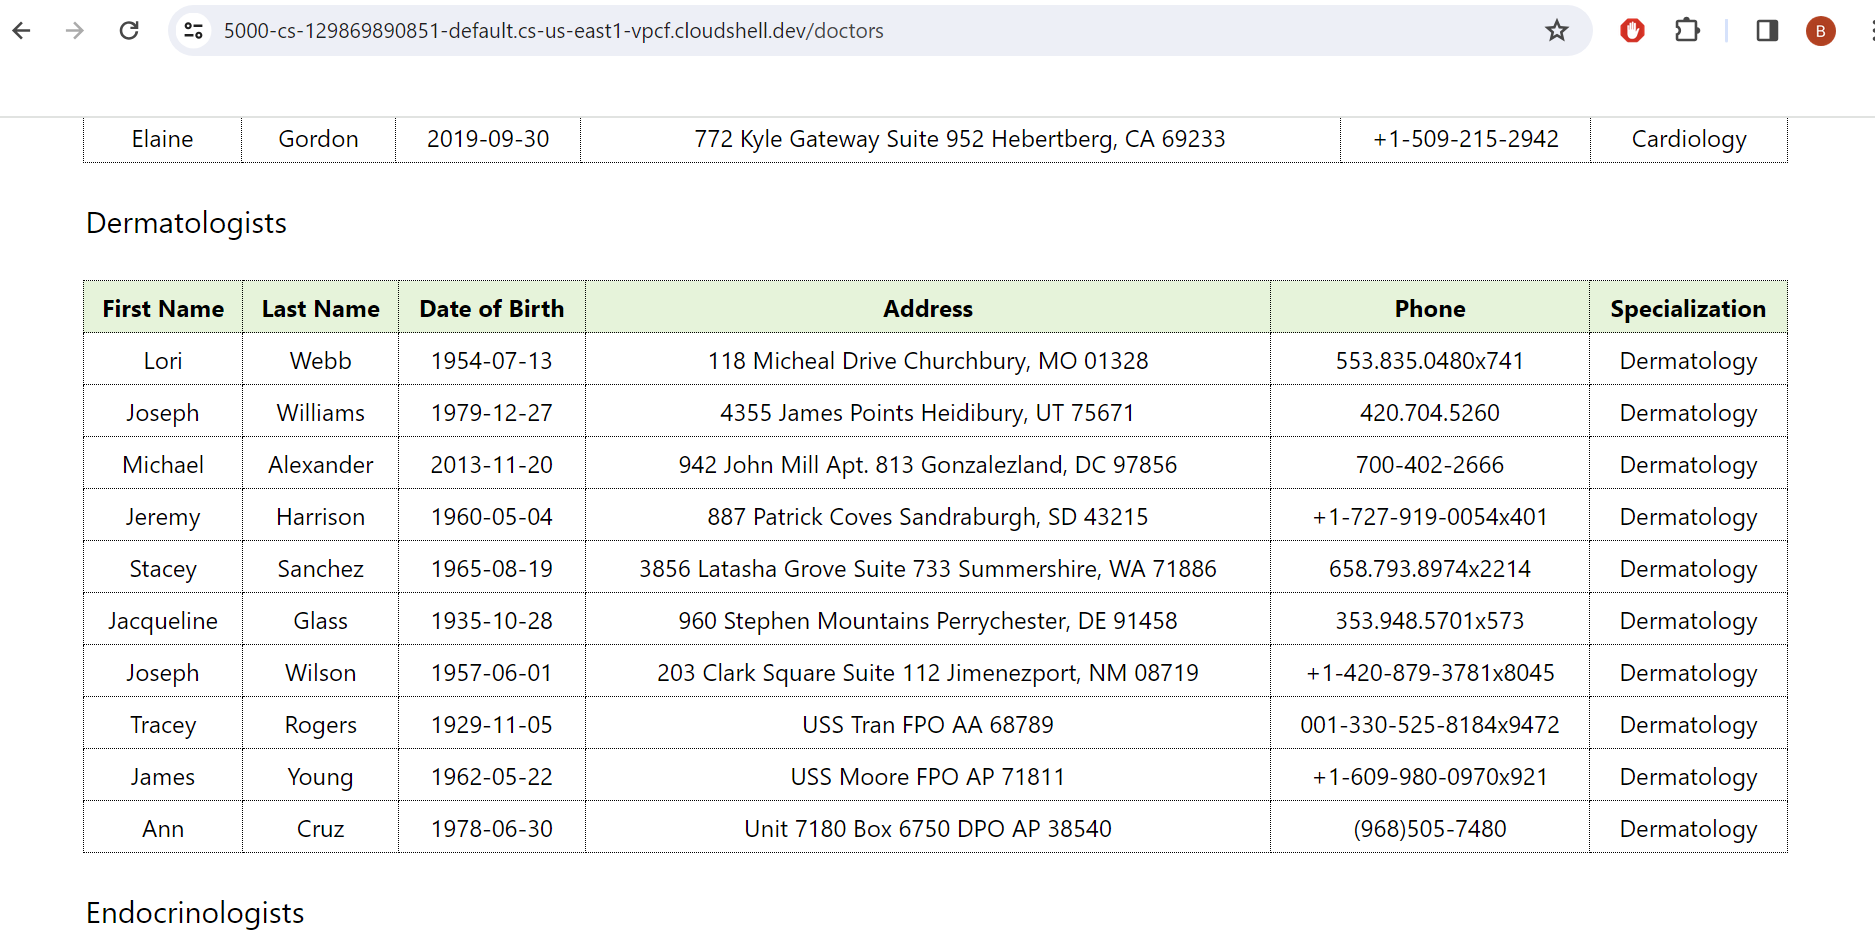 5000-cs-129869890851-default.cs-us-east1-vpcf.cloudshell.dev/doctors
B
Elaine Gordon 2019-09-30 772 Kyle Gateway Suite 952 Hebertberg, CA 69233 +1-509-215-2942 Cardiology
Dermatologists
First Name Last Name Date of Birth Address Phone Specialization
Lori Webb 1954-07-13 118 Micheal Drive Churchbury, MO 01328 553.835.0480x741 Dermatology
Joseph Williams 1979-12-27 4355 James Points Heidibury, UT 75671 420.704.5260 Dermatology
Michael Alexander 2013-11-20 942 John Mill Apt. 813 Gonzalezland, DC 97856 700-402-2666 Dermatology
Jeremy Harrison 1960-05-04 887 Patrick Coves Sandraburgh, SD 43215 +1-727-919-0054x401 Dermatology
Stacey Sanchez 1965-08-19 3856 Latasha Grove Suite 733 Summershire, WA 71886 658.793.8974x2214 Dermatology
Jacqueline Glass 1935-10-28 960 Stephen Mountains Perrychester, DE 91458 353.948.5701x573 Dermatology
Joseph Wilson 1957-06-01 203 Clark Square Suite 112 Jimenezport, NM 08719 +1-420-879-3781x8045 Dermatology
Tracey Rogers 1929-11-05 USS Tran FPO AA 68789 001-330-525-8184x9472 Dermatology
James Young 1962-05-22 USS Moore FPO AP 71811 +1-609-980-0970x921 Dermatology
Ann Cruz 1978-06-30 Unit 7180 Box 6750 DPO AP 38540 (968)505-7480 Dermatology
Endocrinologists